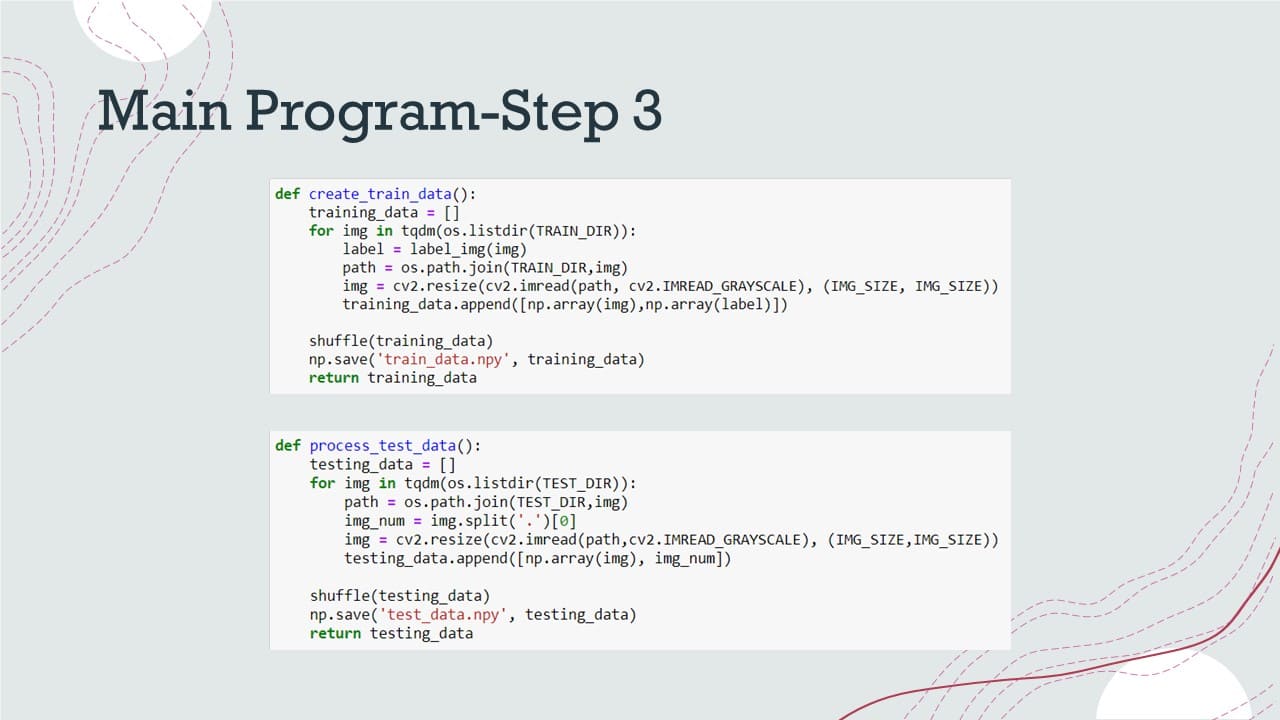 Main Program-Step 3
def create_train_data():
    training_data = []
    for img in tqdm(os.listdir(TRAIN_DIR)):
        label = label_img(img)
        path = os.path.join(TRAIN_DIR,img)
        img = cv2.resize(cv2.imread(path, cv2.IMREAD_GRAYSCALE), (IMG_SIZE, IMG_SIZE))
        training_data.append([np.array(img),np.array(label)])
    shuffle(training_data)
    np.save('train_data.npy', training_data)
    return training_data
def process_test_data():
    testing_data = []
    for img in tqdm(os.listdir(TEST_DIR)):
        path = os.path.join(TEST_DIR,img)
        img_num = img.split('.')[0]
        img = cv2.resize(cv2.imread(path,cv2.IMREAD_GRAYSCALE), (IMG_SIZE,IMG_SIZE))
        testing_data.append([np.array(img), img_num])
    shuffle(testing_data)
    np.save('test_data.npy', testing_data)
    return testing_data